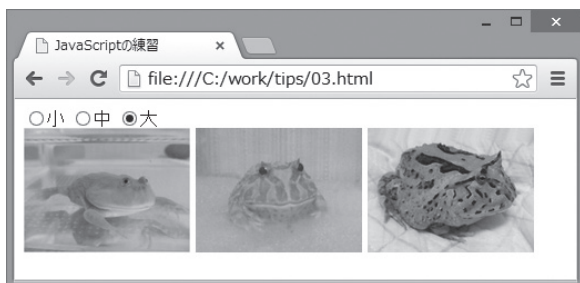 JavaScriptの練習
file:///C:/work/tips/03.html
小 中 大